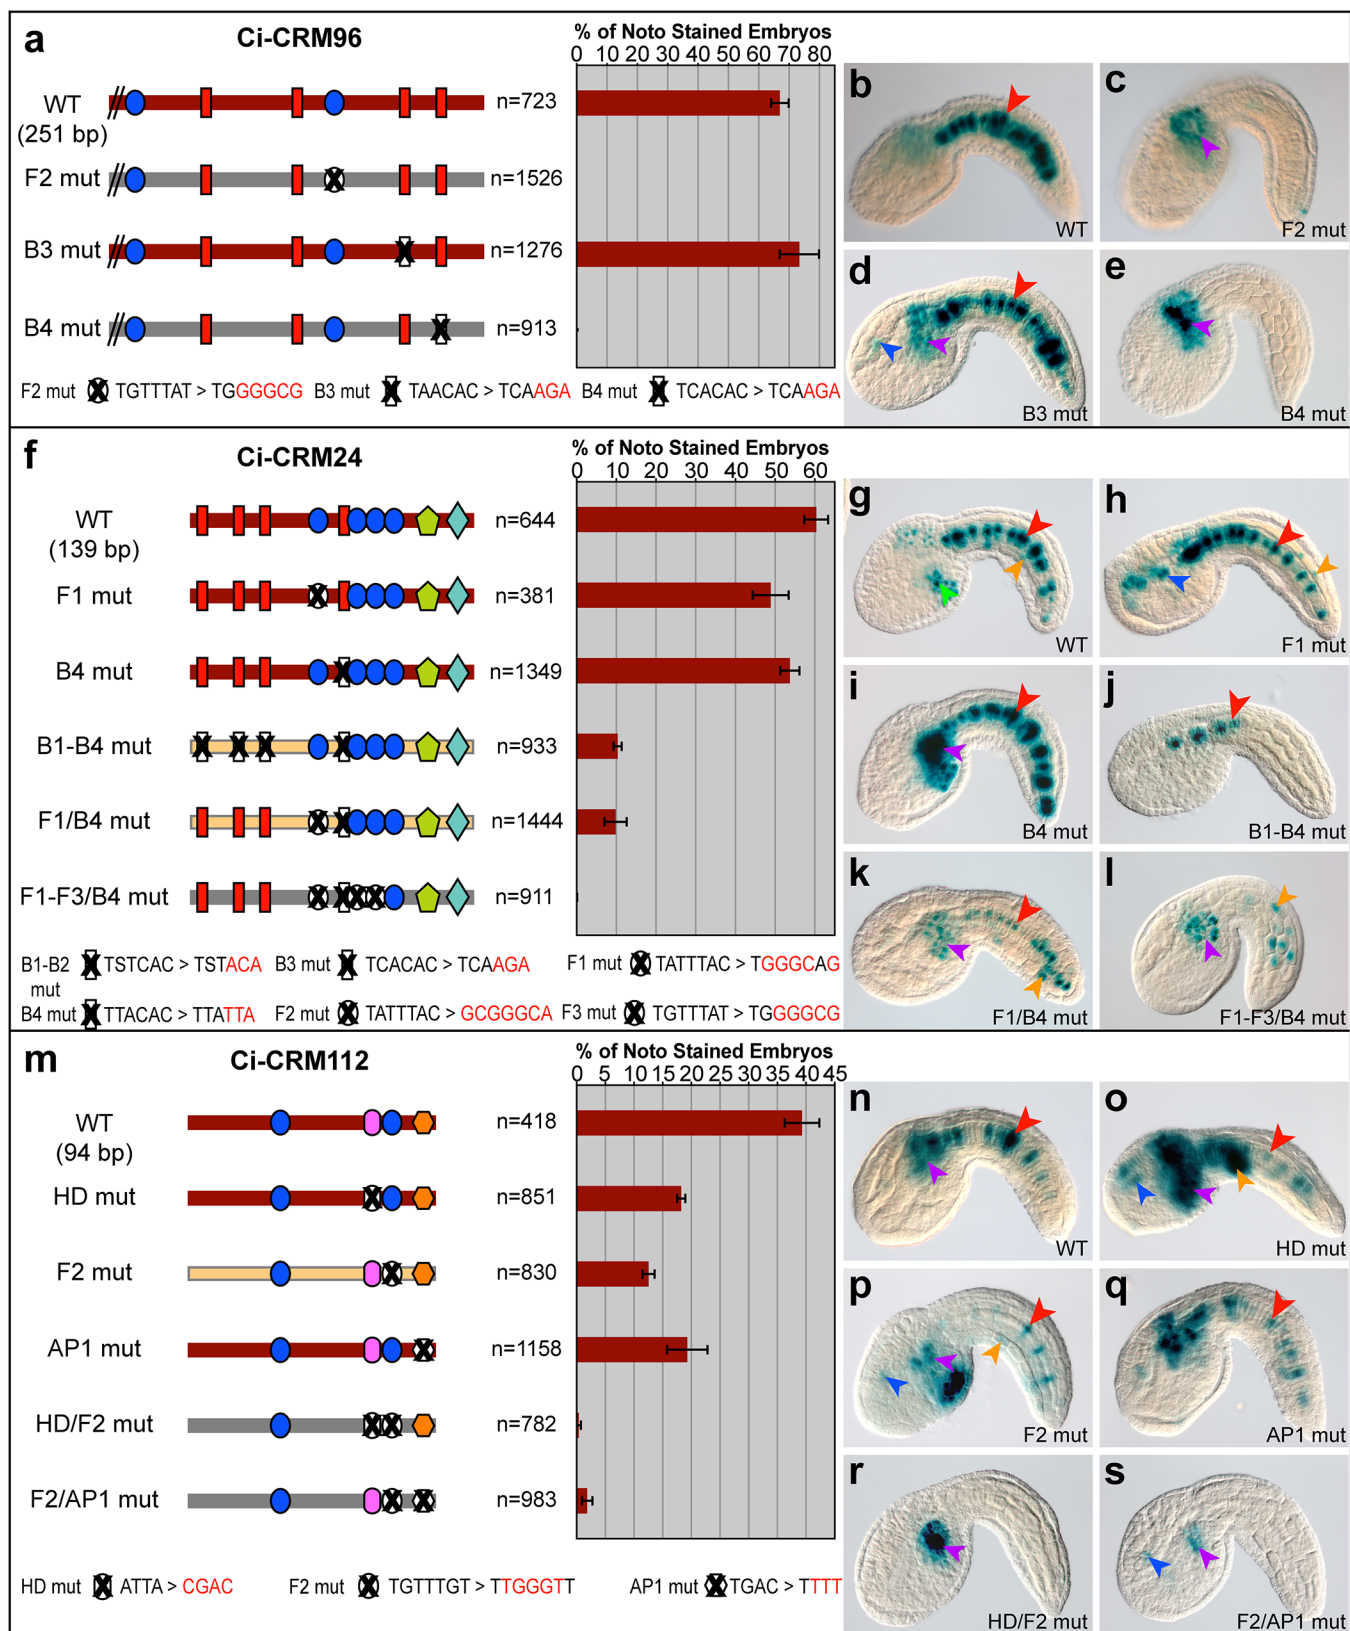 a
Ci-CRM96
% of Noto Stained Embryos
0 10 20 30 40 50 60 70 80
WT
(251 bp)
n=723
F2 mut
n=1526
B3 mut
n=1276
B4 mut
n=913
F2 mut TGTTTAT > TGGGGCG B3 mut TAACAC > TCAAGA B4 mut TCACAC > TCAAGA
b
WT
c
F2 mut
d
B3 mut
e
B4 mut
f
Ci-CRM24
% of Noto Stained Embryos
0 10 20 30 40 50 60
WT
(139 bp)
n=644
F1 mut
n=381
B4 mut
n=1349
B1-B4 mut
n=933
F1/B4 mut
n=1444
F1-F3/B4 mut
n=911
B1-B2
mut
TSTCAC > TSTACA B3 mut TCACAC > TCAAGA F1 mut TATTTAC > TGGGCAG
B4 mut TTACAC > TTATTA F2 mut TATTTAC > GCGGGCA F3 mut TGTTTAT > TGGGGCG
g
WT
h
F1 mut
i
B4 mut
j
B1-B4 mut
k
F1/B4 mut
l
F1-F3/B4 mut
m
Ci-CRM112
% of Noto Stained Embryos
0 5 10 15 20 25 30 35 40 45
WT
(94 bp)
n=418
HD mut
n=851
F2 mut
n=830
AP1 mut
n=1158
HD/F2 mut
n=782
F2/AP1 mut
n=983
HD mut ATTA > CGAC F2 mut TGTTTGT > TTGGGTT AP1 mut TGAC > TTTT
n
WT
o
HD mut
p
F2 mut
q
AP1 mut
r
HD/F2 mut
s
F2/AP1 mut